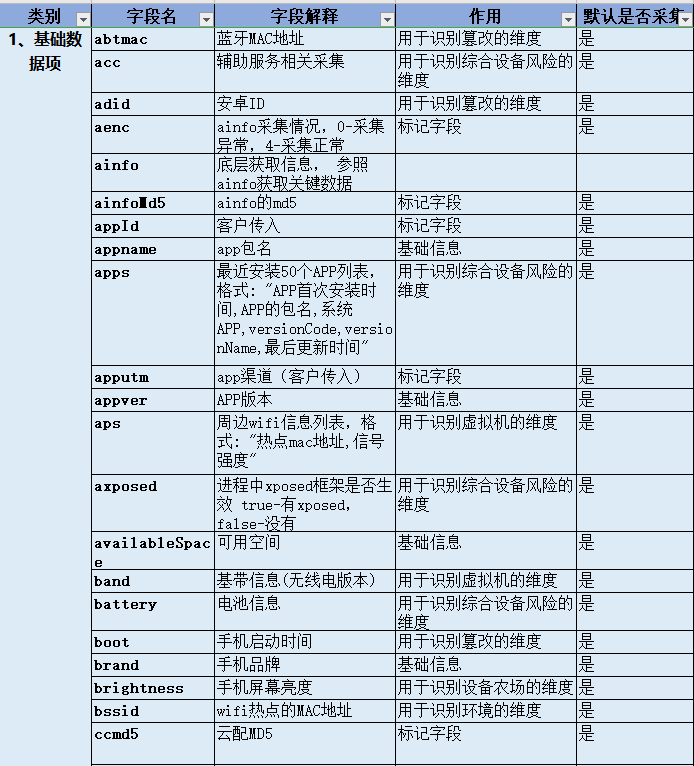 类别 字段名 字段解释 作用 默认是否采集
1、基础数据项
abtmac 蓝牙MAC地址 用于识别篡改的维度 是
acc 辅助服务相关采集 用于识别综合设备风险的 是
维度
adid 安卓ID 用于识别篡改的维度 是
aenc ainfo采集情况，0-采集 标记字段 是
异常，4-采集正常
ainfo 底层获取信息， 参照
ainfo获取关键数据
ainfoMd5 ainfo的md5 标记字段 是
appId 客户传入 标记字段 是
appname app包名 基础信息 是
apps 最近安装50个APP列表， 用于识别综合设备风险的 是
格式: "APP首次安装时 维度
间,APP的包名,系统
APP,versionCode,versio
nName,最后更新时间"
apputm app渠道（客户传入） 标记字段 是
appver APP版本 基础信息 是
aps 周边wifi信息列表，格 用于识别虚拟机的维度 是
式: "热点mac地址,信号
强度"
axposed 进程中xposed框架是否生 用于识别综合设备风险的 是
效 true-有xposed， 维度
false-没有
availableSpac 可用空间 基础信息 是
e
band 基带信息(无线电版本) 用于识别虚拟机的维度 是
battery 电池信息 用于识别综合设备风险的 是
维度
boot 手机启动时间 用于识别篡改的维度 是
brand 手机品牌 基础信息 是
brightness 手机屏幕亮度 用于识别设备农场的维度 是
bssid wifi热点的MAC地址 用于识别环境的维度 是
ccmd5 云配MD5 标记字段 是